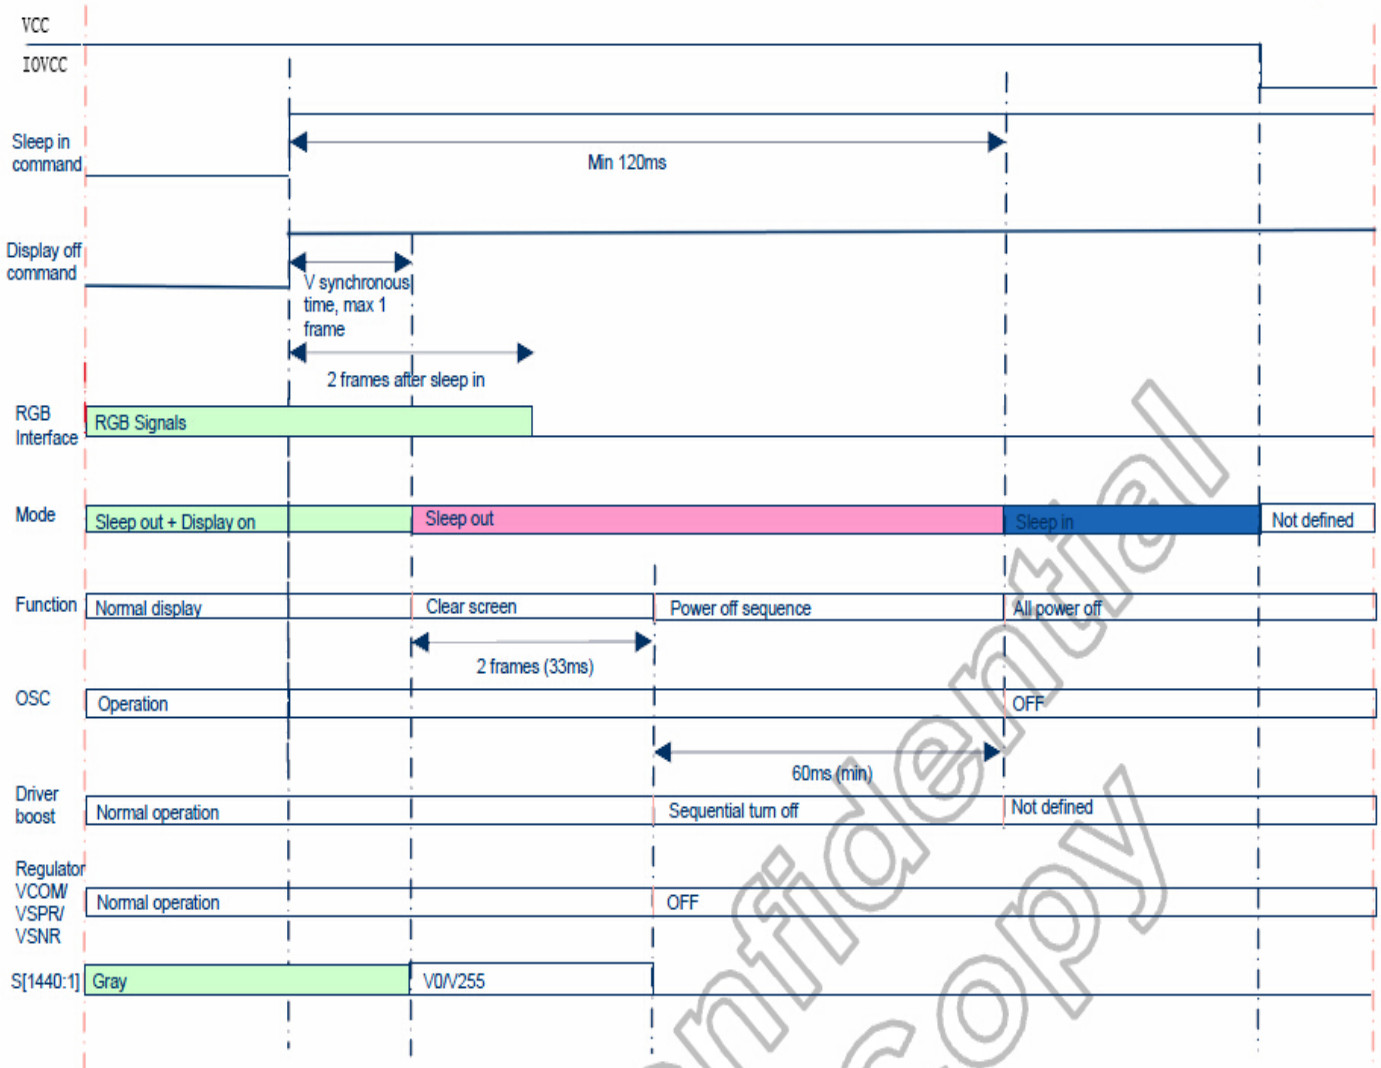 VCC
IOVCC
Sleep in
command
Min 120ms
Display off
command
V synchronous
time, max 1
frame
2 frames after sleep in
RGB
Interface
RGB Signals
Mode
Sleep out + Display on
Sleep out
Sleep in
Not defined
Function
Normal display
Clear screen
Power off sequence
All power off
2 frames (33ms)
OSC
Operation
OFF
60ms (min)
Driver
boost
Normal operation
Sequential turn off
Not defined
Regulator
VCOM/
VSPR/
VSNR
Normal operation
OFF
S[1440:1]
Gray
V0/V255
onfidential
copy